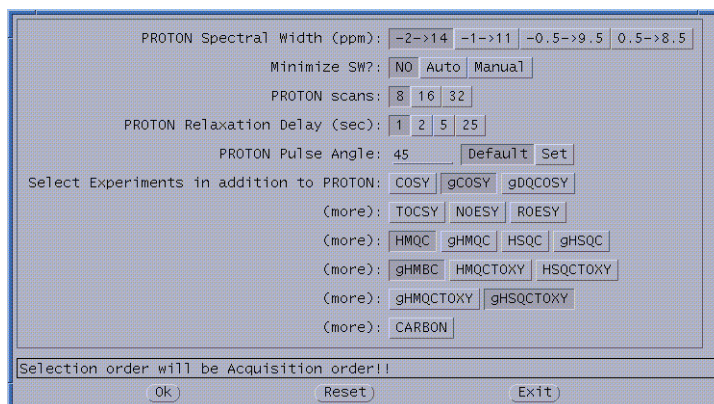 PROTON Spectral Width (ppm): -2->14 -1->11 -0.5->9.5 0.5->8.5
Minimize SW?: NO Auto Manual
PROTON scans: 8 16 32
PROTON Relaxation Delay (sec): 1 2 5 25
PROTON Pulse Angle: 45 Default Set
Select Experiments in addition to PROTON: COSY gCOSY gDQCOSY
(more): TOCSY NOESY ROESY
(more): HMQC gHMQC HSQC gHSQC
(more): gHMBC HMQCTOXY HSQCTOXY
(more): gHMQCTOXY gHSQCTOXY
(more): CARBON
Selection order will be Acquisition order!!
Ok Reset Exit